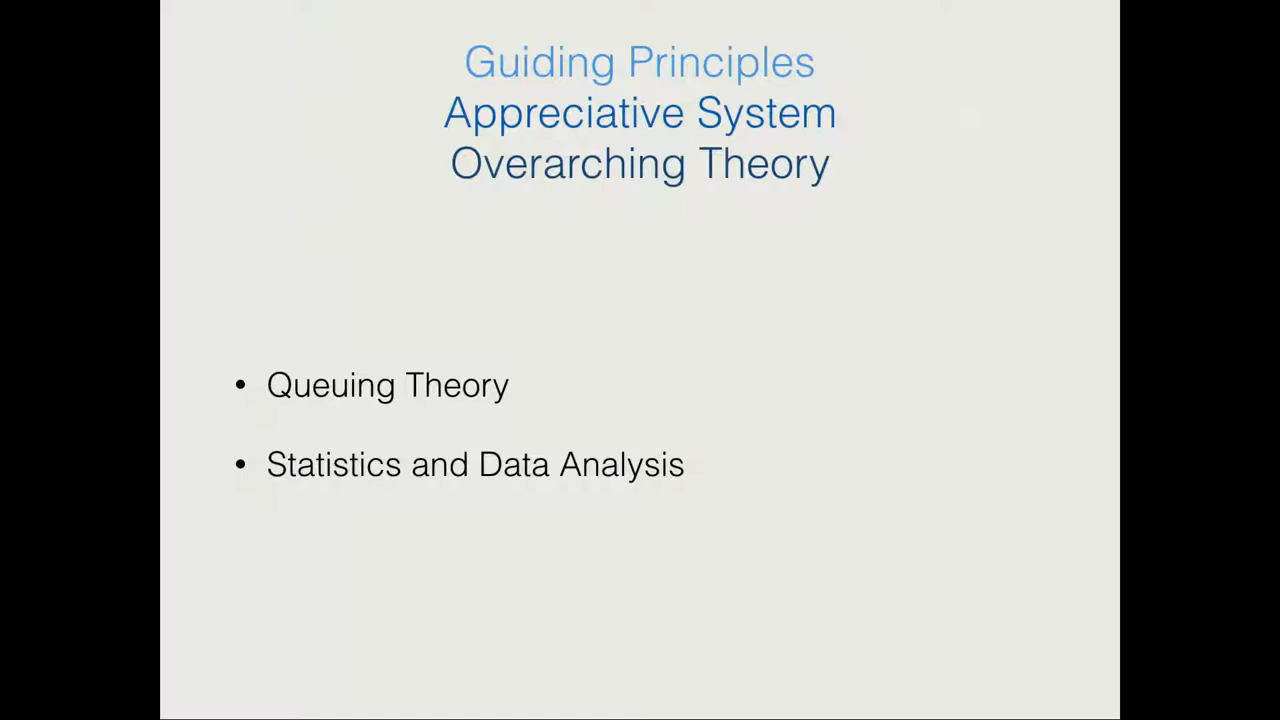 Guiding Principles
Appreciative System
Overarching Theory
• Queuing Theory
• Statistics and Data Analysis